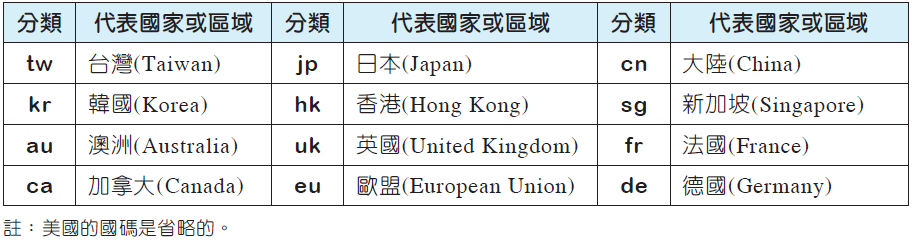 分類 代表國家或區域 分類 代表國家或區域 分類 代表國家或區域
tw 台灣(Taiwan) jp 日本(Japan) cn 大陸(China)
kr 韓國(Korea) hk 香港(Hong Kong) sg 新加坡(Singapore)
au 澳洲(Australia) uk 英國(United Kingdom) fr 法國(France)
ca 加拿大(Canada) eu 歐盟(European Union) de 德國(Germany)
註：美國的國碼是省略的。